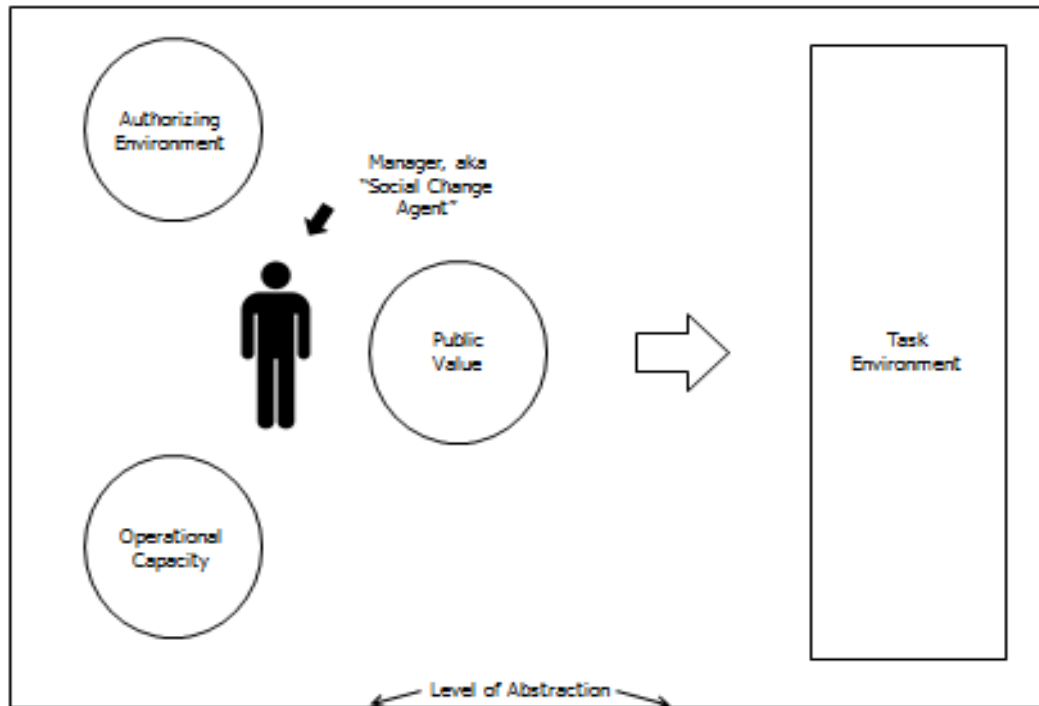 Authorizing
Environment
Manager, aka
"Social Change
Agent"
Public
Value
Task
Environment
Operational
Capacity
Level of Abstraction